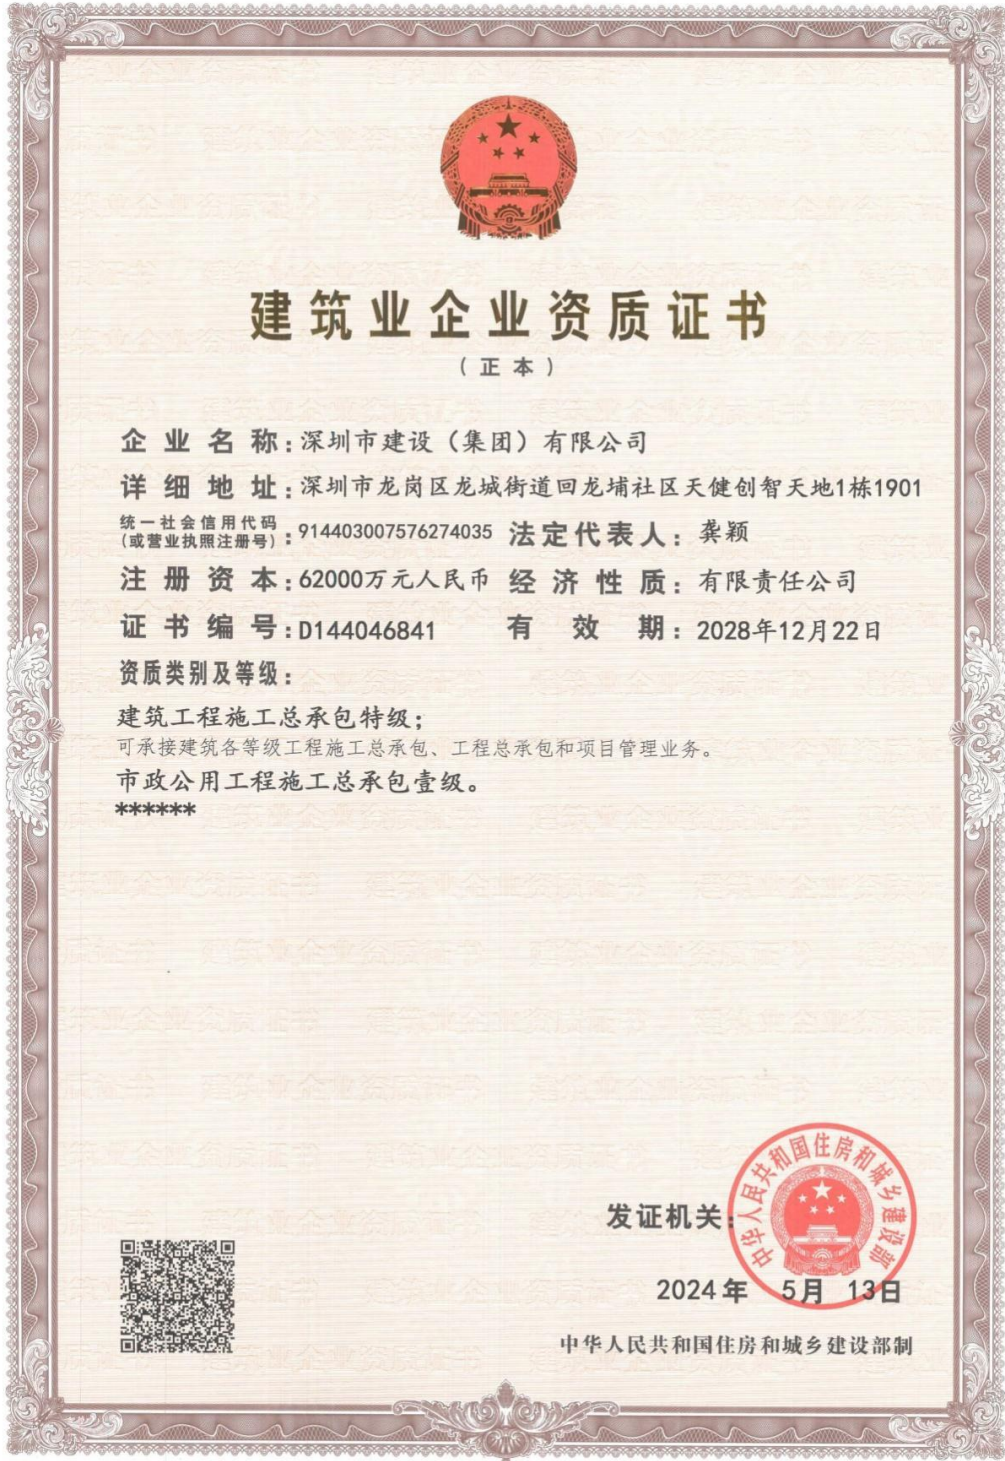 建筑业企业资质证书
（正本）
企业名称：深圳市建设（集团）有限公司
详细地址：深圳市龙岗区龙城街道回龙埔社区天健创智天地1栋1901
统一社会信用代码
(或营业执照注册号)：914403007576274035 法定代表人：龚颖
注册资本：62000万元人民币 经济性质：有限责任公司
证书编号：D144046841 有效期：2028年12月22日
资质类别及等级：
建筑工程施工总承包特级；
可承接建筑各等级工程施工总承包、工程总承包和项目管理业务。
市政公用工程施工总承包壹级。
******
发证机关：
中华人民共和国住房和城乡建设部
2024年 5月 13日
中华人民共和国住房和城乡建设部制